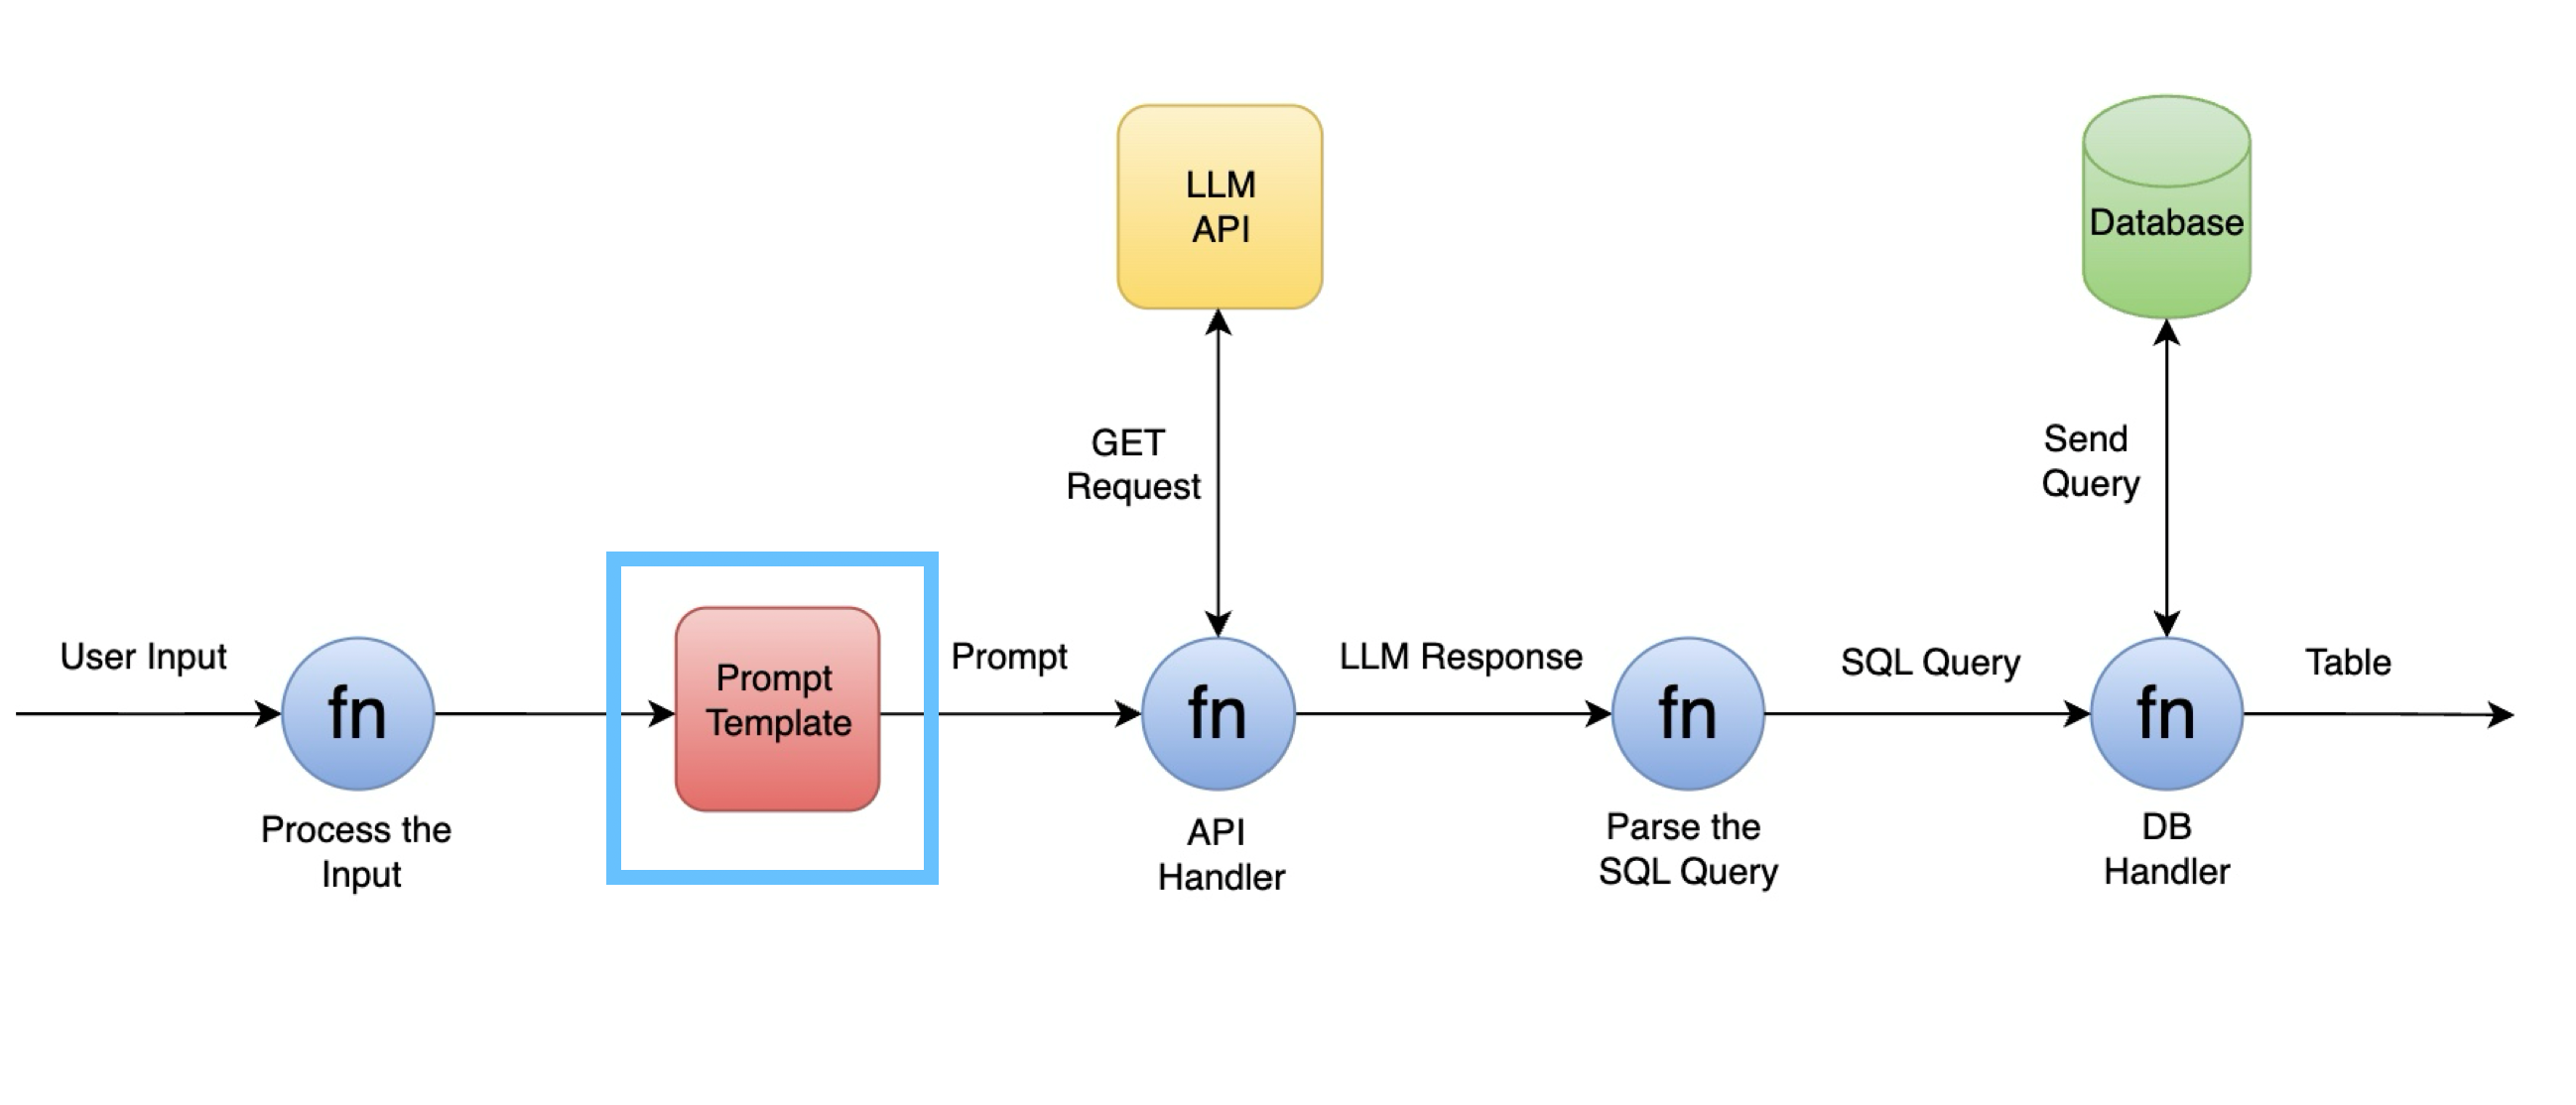 LLM
API
Database
GET
Request
Send
Query
User Input
fn
Process the
Input
Prompt
Template
Prompt
fn
API
Handler
LLM Response
fn
Parse the
SQL Query
SQL Query
fn
DB
Handler
Table